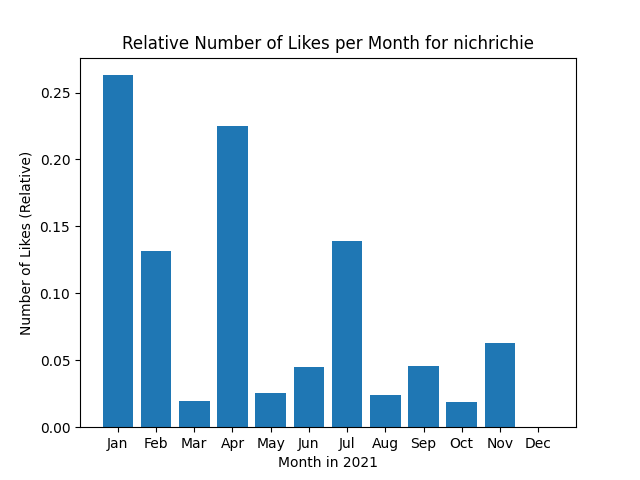 Relative Number of Likes per Month for nichrichie
Number of Likes (Relative)
0.25
0.20
0.15
0.10
0.05
0.00
Jan Feb Mar Apr May Jun Jul Aug Sep Oct Nov Dec
Month in 2021